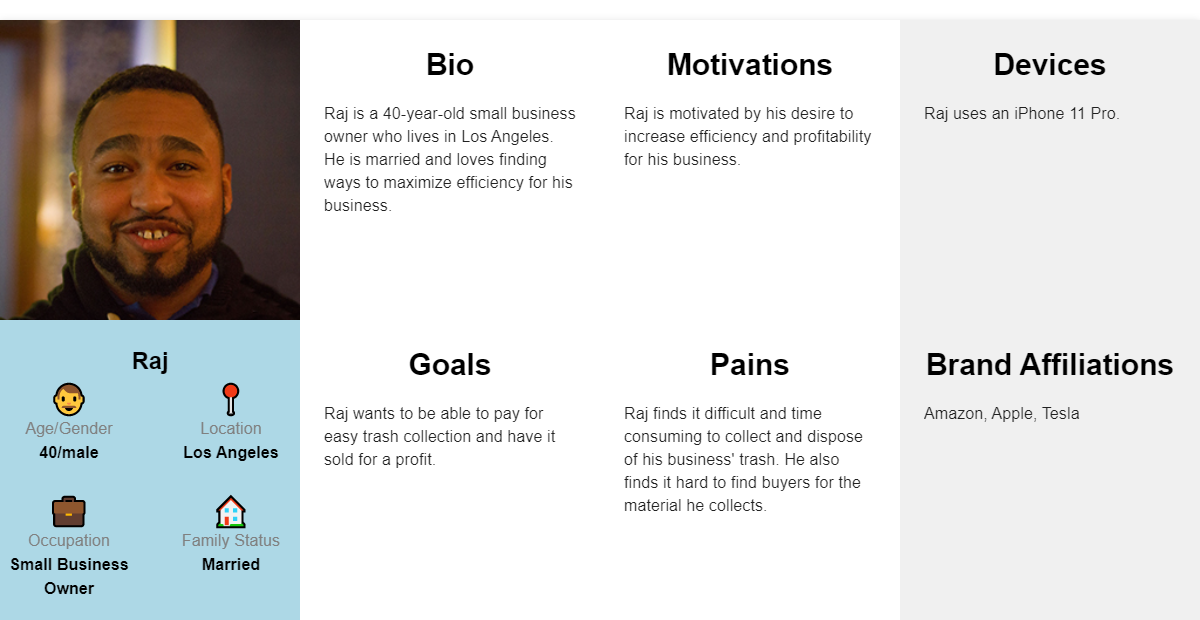 Bio
Raj is a 40-year-old small business
owner who lives in Los Angeles.
He is married and loves finding
ways to maximize efficiency for his
business.
Motivations
Raj is motivated by his desire to
increase efficiency and profitability
for his business.
Devices
Raj uses an iPhone 11 Pro.
Raj
Age/Gender
40/male
Location
Los Angeles
Occupation
Small Business
Owner
Family Status
Married
Goals
Raj wants to be able to pay for
easy trash collection and have it
sold for a profit.
Pains
Raj finds it difficult and time
consuming to collect and dispose
of his business' trash. He also
finds it hard to find buyers for the
material he collects.
Brand Affiliations
Amazon, Apple, Tesla